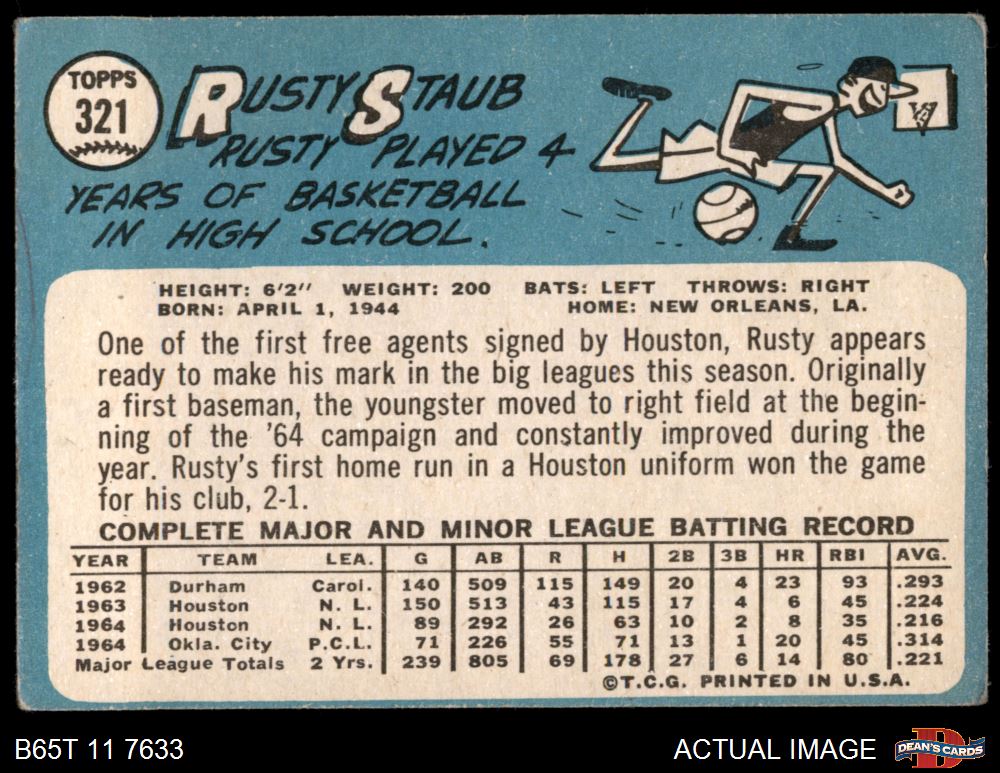 TOPPS
321
RUSTY STAUB
RUSTY PLAYED 4
YEARS OF BASKETBALL
IN HIGH SCHOOL.
HEIGHT: 6'2" WEIGHT: 200 BATS: LEFT THROWS: RIGHT
BORN: APRIL 1, 1944 HOME: NEW ORLEANS, LA.
One of the first free agents signed by Houston, Rusty appears
ready to make his mark in the big leagues this season. Originally
a first baseman, the youngster moved to right field at the begin-
ning of the '64 campaign and constantly improved during the
year. Rusty's first home run in a Houston uniform won the game
for his club, 2-1.
COMPLETE MAJOR AND MINOR LEAGUE BATTING RECORD
YEAR TEAM LEA. G AB R H 2B 3B HR RBI AVG.
1962 Durham Carol. 140 509 115 149 20 4 23 93 .293
1963 Houston N. L. 150 513 43 115 17 4 6 45 .224
1964 Houston N. L. 89 292 26 63 10 2 8 35 .216
1964 Okla. City P.C.L. 71 226 55 71 13 1 20 45 .314
Major League Totals 2 Yrs. 239 805 69 178 27 6 14 80 .221
©T.C.G. PRINTED IN U.S.A.
B65T 11 7633 ACTUAL IMAGE DEAN'S CARDS